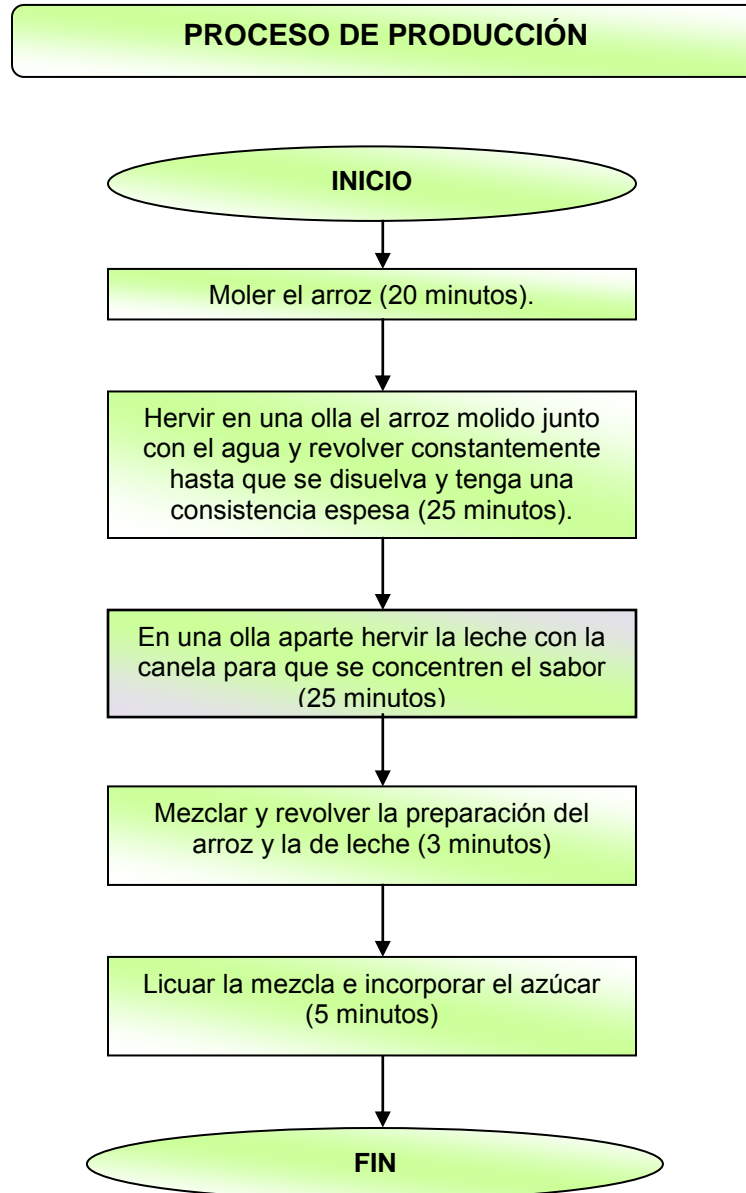 PROCESO DE PRODUCCIÓN
INICIO
Moler el arroz (20 minutos).
Hervir en una olla el arroz molido junto
con el agua y revolver constantemente
hasta que se disuelva y tenga una
consistencia espesa (25 minutos).
En una olla aparte hervir la leche con la
canela para que se concentren el sabor
(25 minutos)
Mezclar y revolver la preparación del
arroz y la de leche (3 minutos)
Licuar la mezcla e incorporar el azúcar
(5 minutos)
FIN